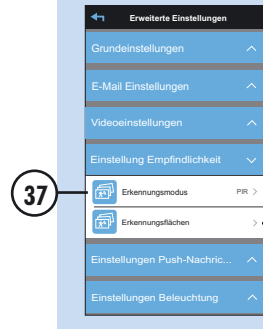 Erweiterte Einstellungen
Grundeinstellungen
E-Mail Einstellungen
Videoeinstellungen
Einstellung Empfindlichkeit
37
Erkennungsmodus PIR
Erkennungsflächen
Einstellungen Push-Nachric...
Einstellungen Beleuchtung